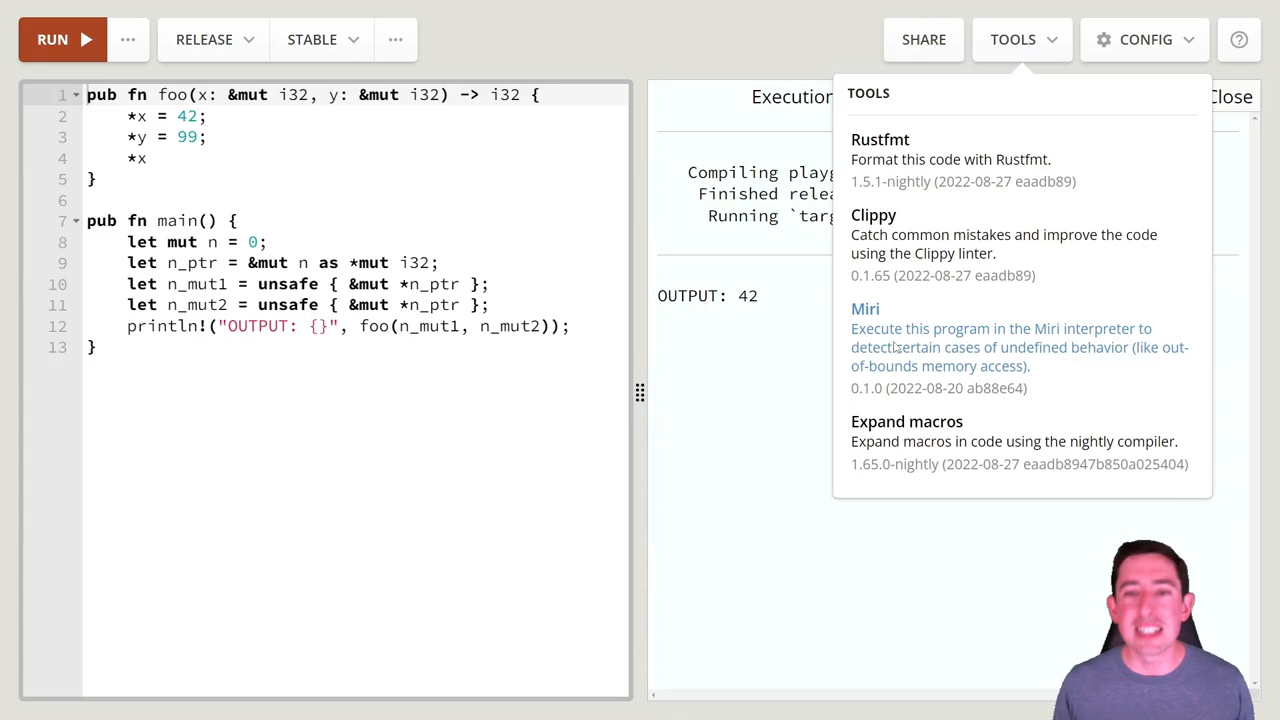 RUN
···
RELEASE
STABLE
···
SHARE
TOOLS
CONFIG
1 pub fn foo(x: &mut i32, y: &mut i32) -> i32 {
2 *x = 42;
3 *y = 99;
4 *x
5 }
6
7 pub fn main() {
8 let mut n = 0;
9 let n_ptr = &mut n as *mut i32;
10 let n_mut1 = unsafe { &mut *n_ptr };
11 let n_mut2 = unsafe { &mut *n_ptr };
12 println!("OUTPUT: {}", foo(n_mut1, n_mut2));
13 }
Execution
Close
Compiling playg
Finished relea
Running `targ
OUTPUT: 42
TOOLS
Rustfmt
Format this code with Rustfmt.
1.5.1-nightly (2022-08-27 eaadb89)
Clippy
Catch common mistakes and improve the code
using the Clippy linter.
0.1.65 (2022-08-27 eaadb89)
Miri
Execute this program in the Miri interpreter to
detect certain cases of undefined behavior (like out-
of-bounds memory access).
0.1.0 (2022-08-20 ab88e64)
Expand macros
Expand macros in code using the nightly compiler.
1.65.0-nightly (2022-08-27 eaadb8947b850a025404)